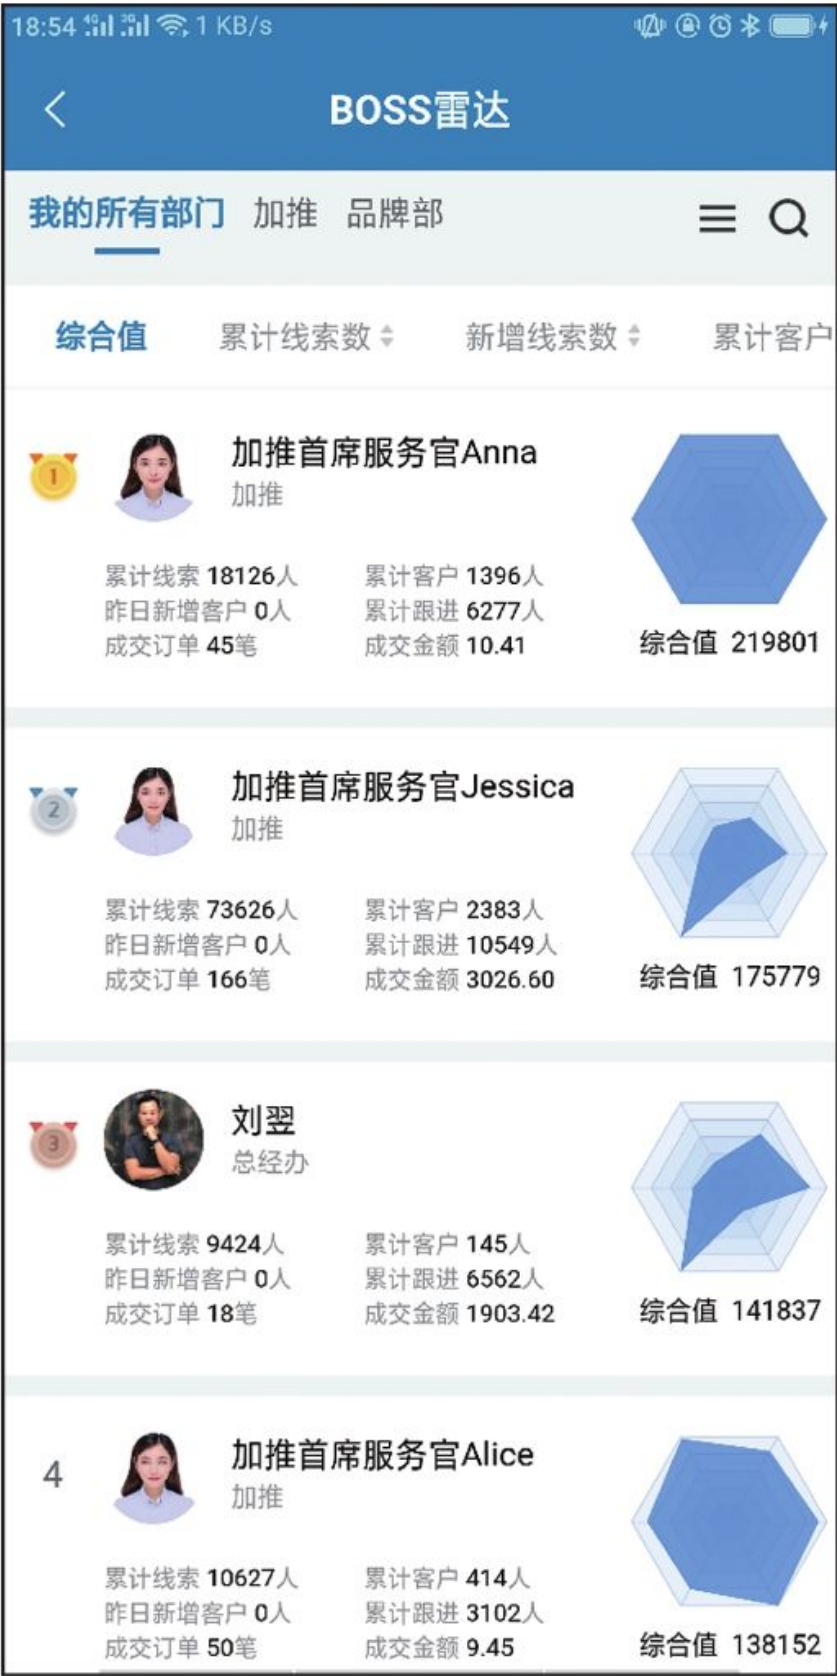 18:54 4G 3G 1 KB/s
BOSS雷达
我的所有部门 加推 品牌部
综合值 累计线索数 新增线索数 累计客户
1
加推首席服务官Anna
加推
累计线索 18126人 累计客户 1396人
昨日新增客户 0人 累计跟进 6277人
成交订单 45笔 成交金额 10.41
综合值 219801
2
加推首席服务官Jessica
加推
累计线索 73626人 累计客户 2383人
昨日新增客户 0人 累计跟进 10549人
成交订单 166笔 成交金额 3026.60
综合值 175779
3
刘翌
总经办
累计线索 9424人 累计客户 145人
昨日新增客户 0人 累计跟进 6562人
成交订单 18笔 成交金额 1903.42
综合值 141837
4
加推首席服务官Alice
加推
累计线索 10627人 累计客户 414人
昨日新增客户 0人 累计跟进 3102人
成交订单 50笔 成交金额 9.45
综合值 138152